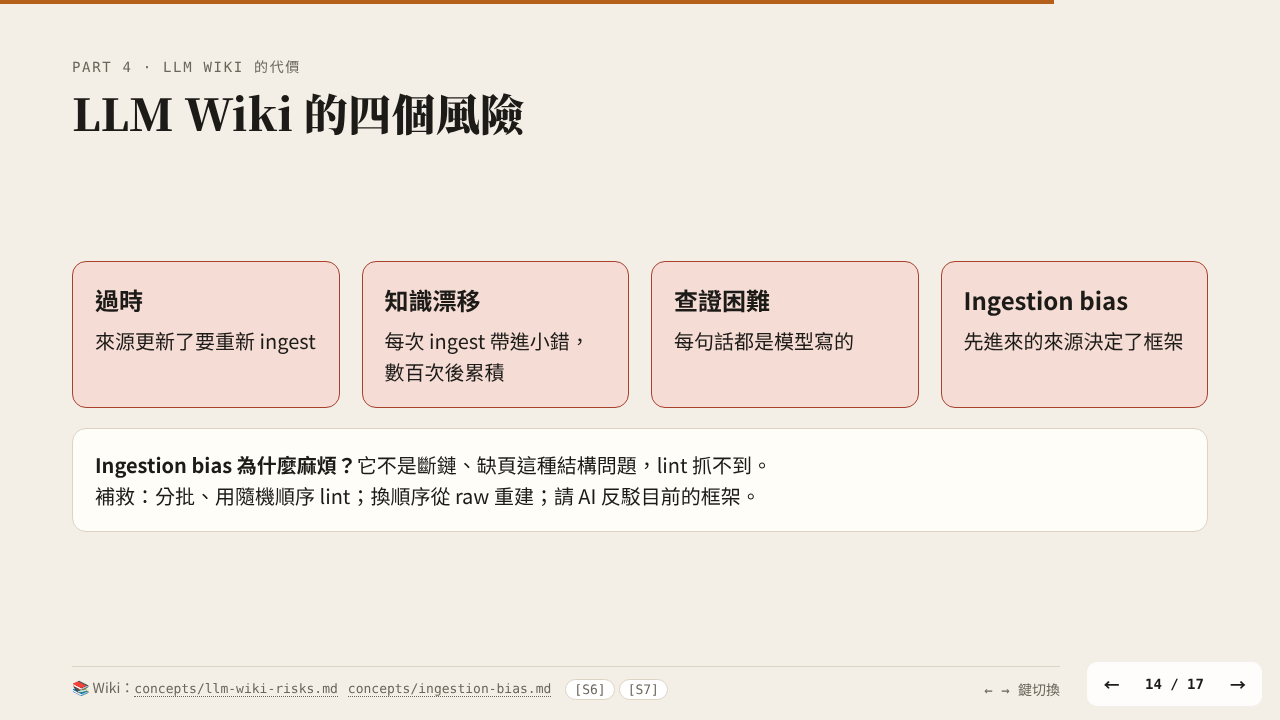 PART 4 · LLM WIKI 的代價
LLM Wiki 的四個風險
過時
來源更新了要重新 ingest
知識漂移
每次 ingest 帶進小錯，
數百次後累積
查證困難
每句話都是模型寫的
Ingestion bias
先進來的來源決定了框架
Ingestion bias 為什麼麻煩？它不是斷鏈、缺頁這種結構問題，lint 抓不到。
補救：分批、用隨機順序 lint；換順序從 raw 重建；請 AI 反駁目前的框架。
📚 Wiki：concepts/llm-wiki-risks.md concepts/ingestion-bias.md [S6] [S7]
← → 鍵切換
← 14 / 17 →